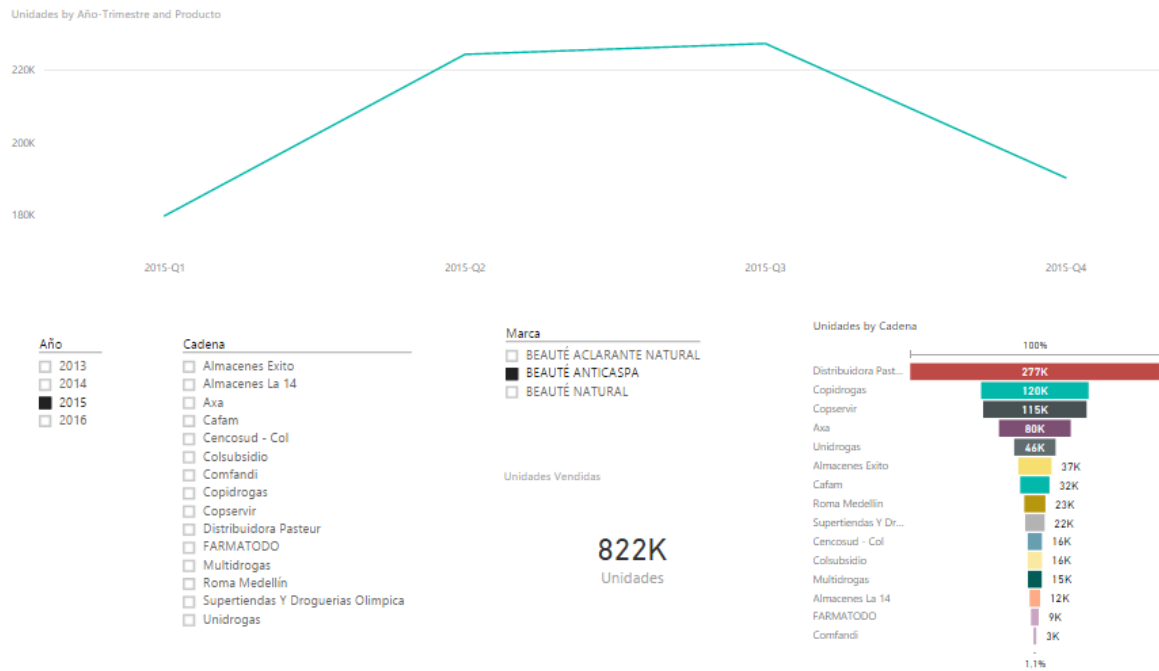 Unidades by Año-Trimestre and Producto
220K
200K
180K
2015-Q1
2015-Q2
2015-Q3
2015-Q4
Año
2013
2014
2015
2016
Cadena
Almacenes Exito
Almacenes La 14
Axa
Cafam
Cencosud - Col
Colsubsidio
Comfandi
Copidrogas
Copservir
Distribuidora Pasteur
FARMATODO
Multidrogas
Roma Medellín
Supertiendas Y Droguerias Olimpica
Unidrogas
Marca
BEAUTÉ ACLARANTE NATURAL
BEAUTÉ ANTICASPA
BEAUTÉ NATURAL
Unidades Vendidas
822K
Unidades
Unidades by Cadena
100%
Distribuidora Past... 277K
Copidrogas 120K
Copservir 115K
Axa 80K
Unidrogas 46K
Almacenes Exito 37K
Cafam 32K
Roma Medellín 23K
Supertiendas Y Dr... 22K
Cencosud - Col 16K
Colsubsidio 16K
Multidrogas 15K
Almacenes La 14 12K
FARMATODO 9K
Comfandi 3K
1,1%